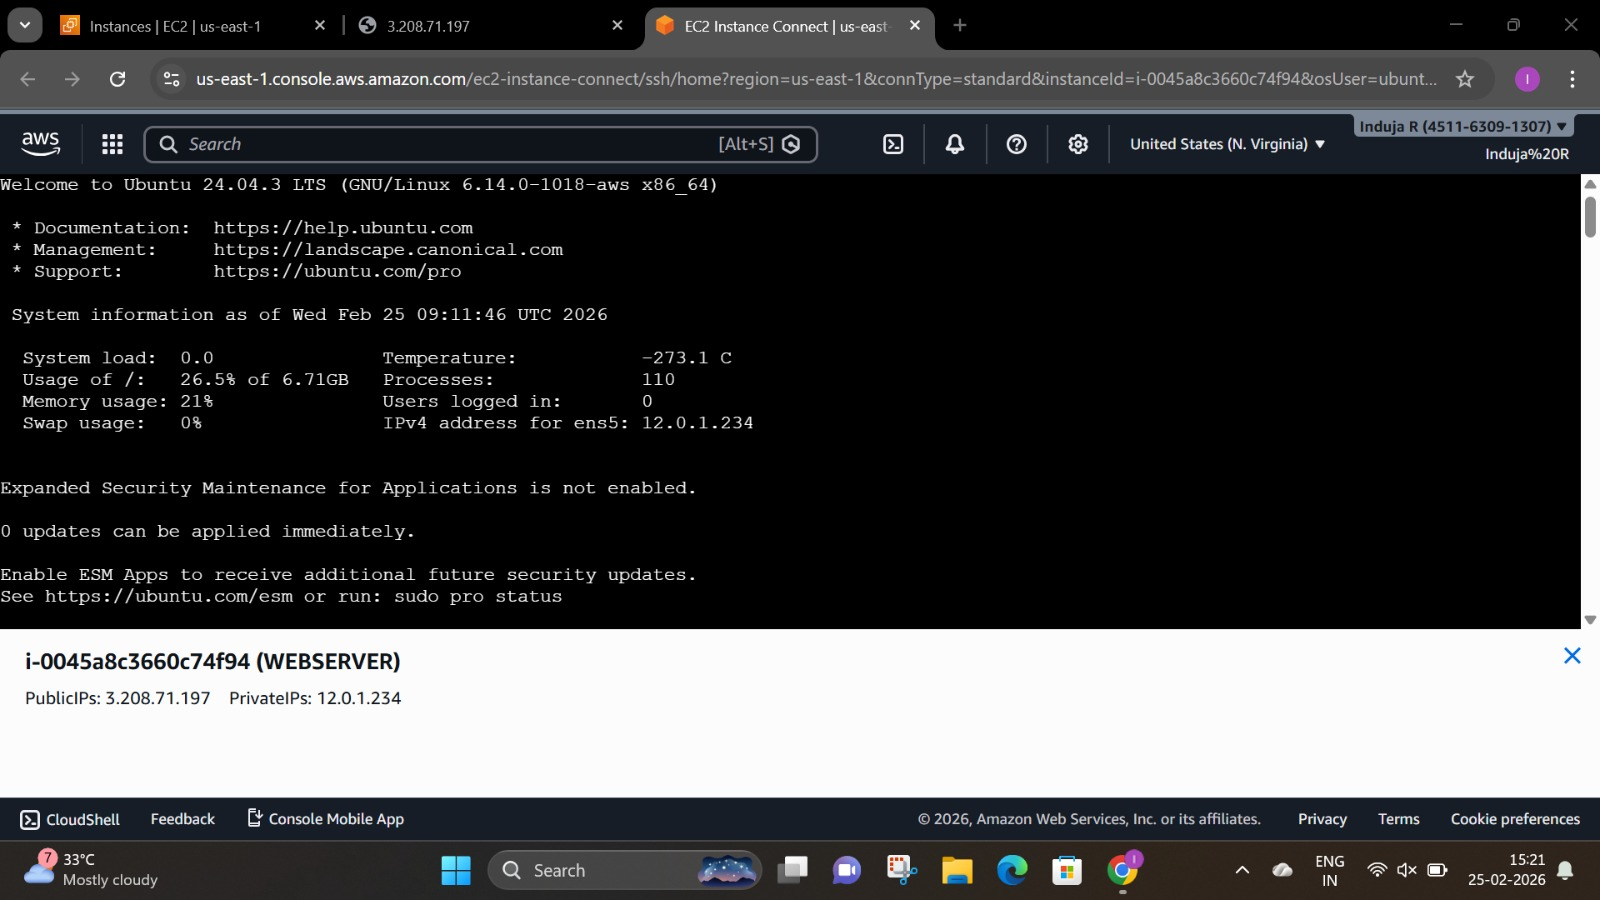 Instances | EC2 | us-east-1
3.208.71.197
EC2 Instance Connect | us-east-
us-east-1.console.aws.amazon.com/ec2-instance-connect/ssh/home?region=us-east-1&connType=standard&instanceId=i-0045a8c3660c74f94&osUser=ubunt...
I
aws
Search
[Alt+S]
United States (N. Virginia) ▼
Induja R (4511-6309-1307) ▼
Induja%20R
Welcome to Ubuntu 24.04.3 LTS (GNU/Linux 6.14.0-1018-aws x86_64)
* Documentation: https://help.ubuntu.com
* Management: https://landscape.canonical.com
* Support: https://ubuntu.com/pro
System information as of Wed Feb 25 09:11:46 UTC 2026
System load: 0.0 Temperature: -273.1 C
Usage of /: 26.5% of 6.71GB Processes: 110
Memory usage: 21% Users logged in: 0
Swap usage: 0% IPv4 address for ens5: 12.0.1.234
Expanded Security Maintenance for Applications is not enabled.
0 updates can be applied immediately.
Enable ESM Apps to receive additional future security updates.
See https://ubuntu.com/esm or run: sudo pro status
i-0045a8c3660c74f94 (WEBSERVER)
PublicIPs: 3.208.71.197 PrivateIPs: 12.0.1.234
CloudShell Feedback Console Mobile App © 2026, Amazon Web Services, Inc. or its affiliates. Privacy Terms Cookie preferences
7
33°C
Mostly cloudy
Search
I
ENG
IN
15:21
25-02-2026